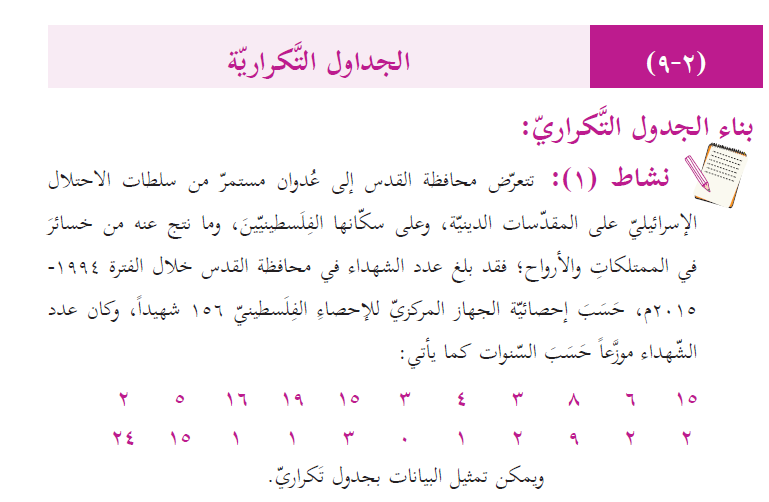 (٢-٩) الجداول التَّكراريّة
بناء الجدول التَّكراريّ:
نشاط (١): تتعرّض محافظة القدس إلى عُدوان مستمرّ من سلطات الاحتلال
الإسرائيليّ على المقدّسات الدينيّة، وعلى سكّانها الفِلَسطينيّينَ، وما نتج عنه من خسائرَ
في الممتلكاتِ والأرواح؛ فقد بلغ عدد الشهداء في محافظة القدس خلال الفترة ١٩٩٤-
٢٠١٥م، حَسَبَ إحصائيّة الجهاز المركزيّ للإحصاءِ الفِلَسطينيّ ١٥٦ شهيداً، وكان عدد
الشّهداء موزَّعاً حَسَبَ السّنوات كما يأتي:
١٥ ٦ ٨ ٣ ٤ ٣ ١٥ ١٩ ١٦ ٥ ٢
٢ ٢ ٩ ٢ ١ ٠ ٣ ١ ١ ١٥ ٢٤
ويمكن تمثيل البيانات بجدول تَكراريّ.